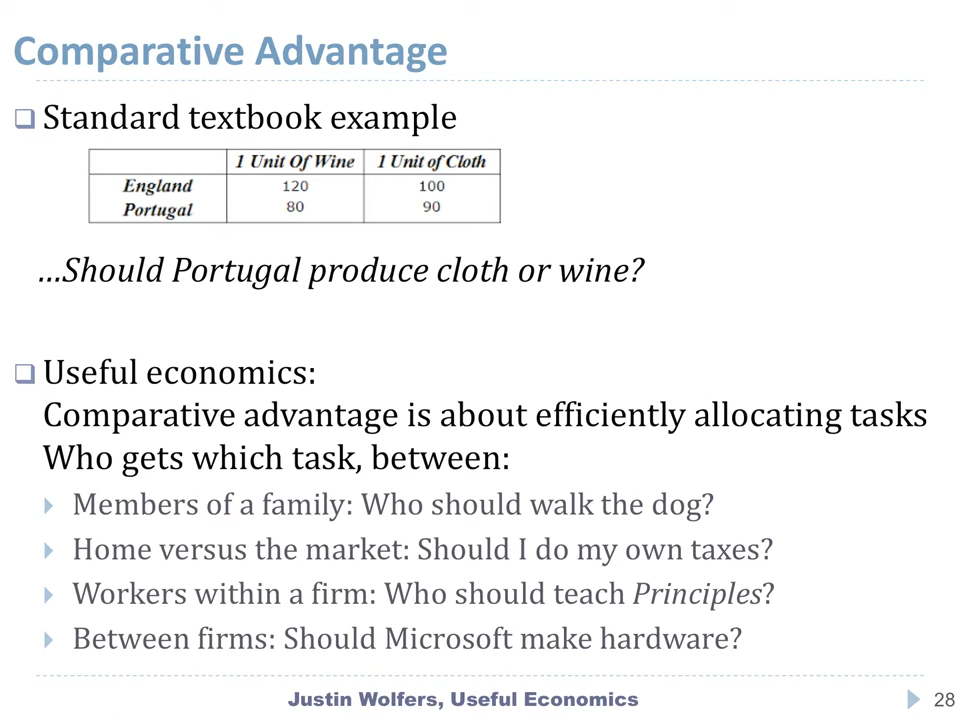 Comparative Advantage
Standard textbook example
1 Unit Of Wine 1 Unit of Cloth
England 120 100
Portugal 80 90
...Should Portugal produce cloth or wine?
Useful economics:
Comparative advantage is about efficiently allocating tasks
Who gets which task, between:
Members of a family: Who should walk the dog?
Home versus the market: Should I do my own taxes?
Workers within a firm: Who should teach Principles?
Between firms: Should Microsoft make hardware?
Justin Wolfers, Useful Economics 28